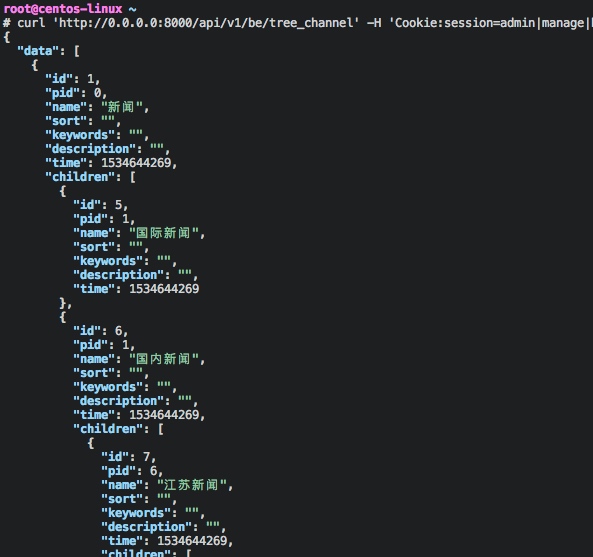 root@centos-linux ~
# curl 'http://0.0.0.0:8000/api/v1/be/tree_channel' -H 'Cookie:session=admin|manage|
{
"data": [
{
"id": 1,
"pid": 0,
"name": "新闻",
"sort": "",
"keywords": "",
"description": "",
"time": 1534644269,
"children": [
{
"id": 5,
"pid": 1,
"name": "国际新闻",
"sort": "",
"keywords": "",
"description": "",
"time": 1534644269
},
{
"id": 6,
"pid": 1,
"name": "国内新闻",
"sort": "",
"keywords": "",
"description": "",
"time": 1534644269,
"children": [
{
"id": 7,
"pid": 6,
"name": "江苏新闻",
"sort": "",
"keywords": "",
"description": "",
"time": 1534644269,
"children": [